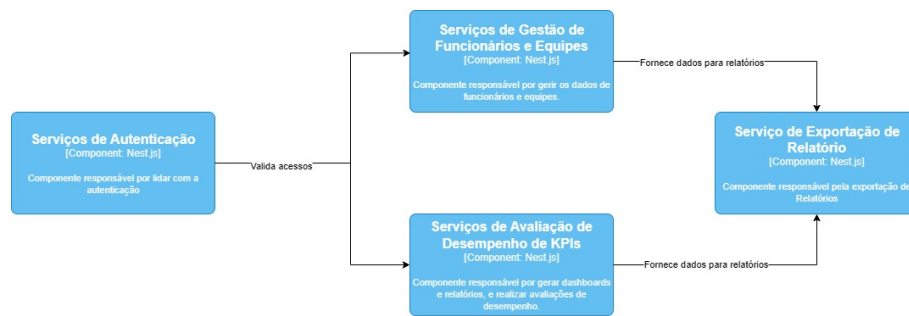 Serviços de Autenticação
[Component: Nest.js]
Componente responsável por lidar com a
autenticação
Valida acessos
Serviços de Gestão de
Funcionários e Equipes
[Component: Nest.js]
Componente responsável por gerir os dados de
funcionários e equipes.
Fornece dados para relatórios
Serviços de Avaliação de
Desempenho de KPIs
[Component: Nest.js]
Componente responsável por gerar dashboards
e relatórios, e realizar avaliações de
desempenho.
Fornece dados para relatórios
Serviço de Exportação de
Relatório
[Component: Nest.js]
Componente responsável pela exportação de
Relatórios